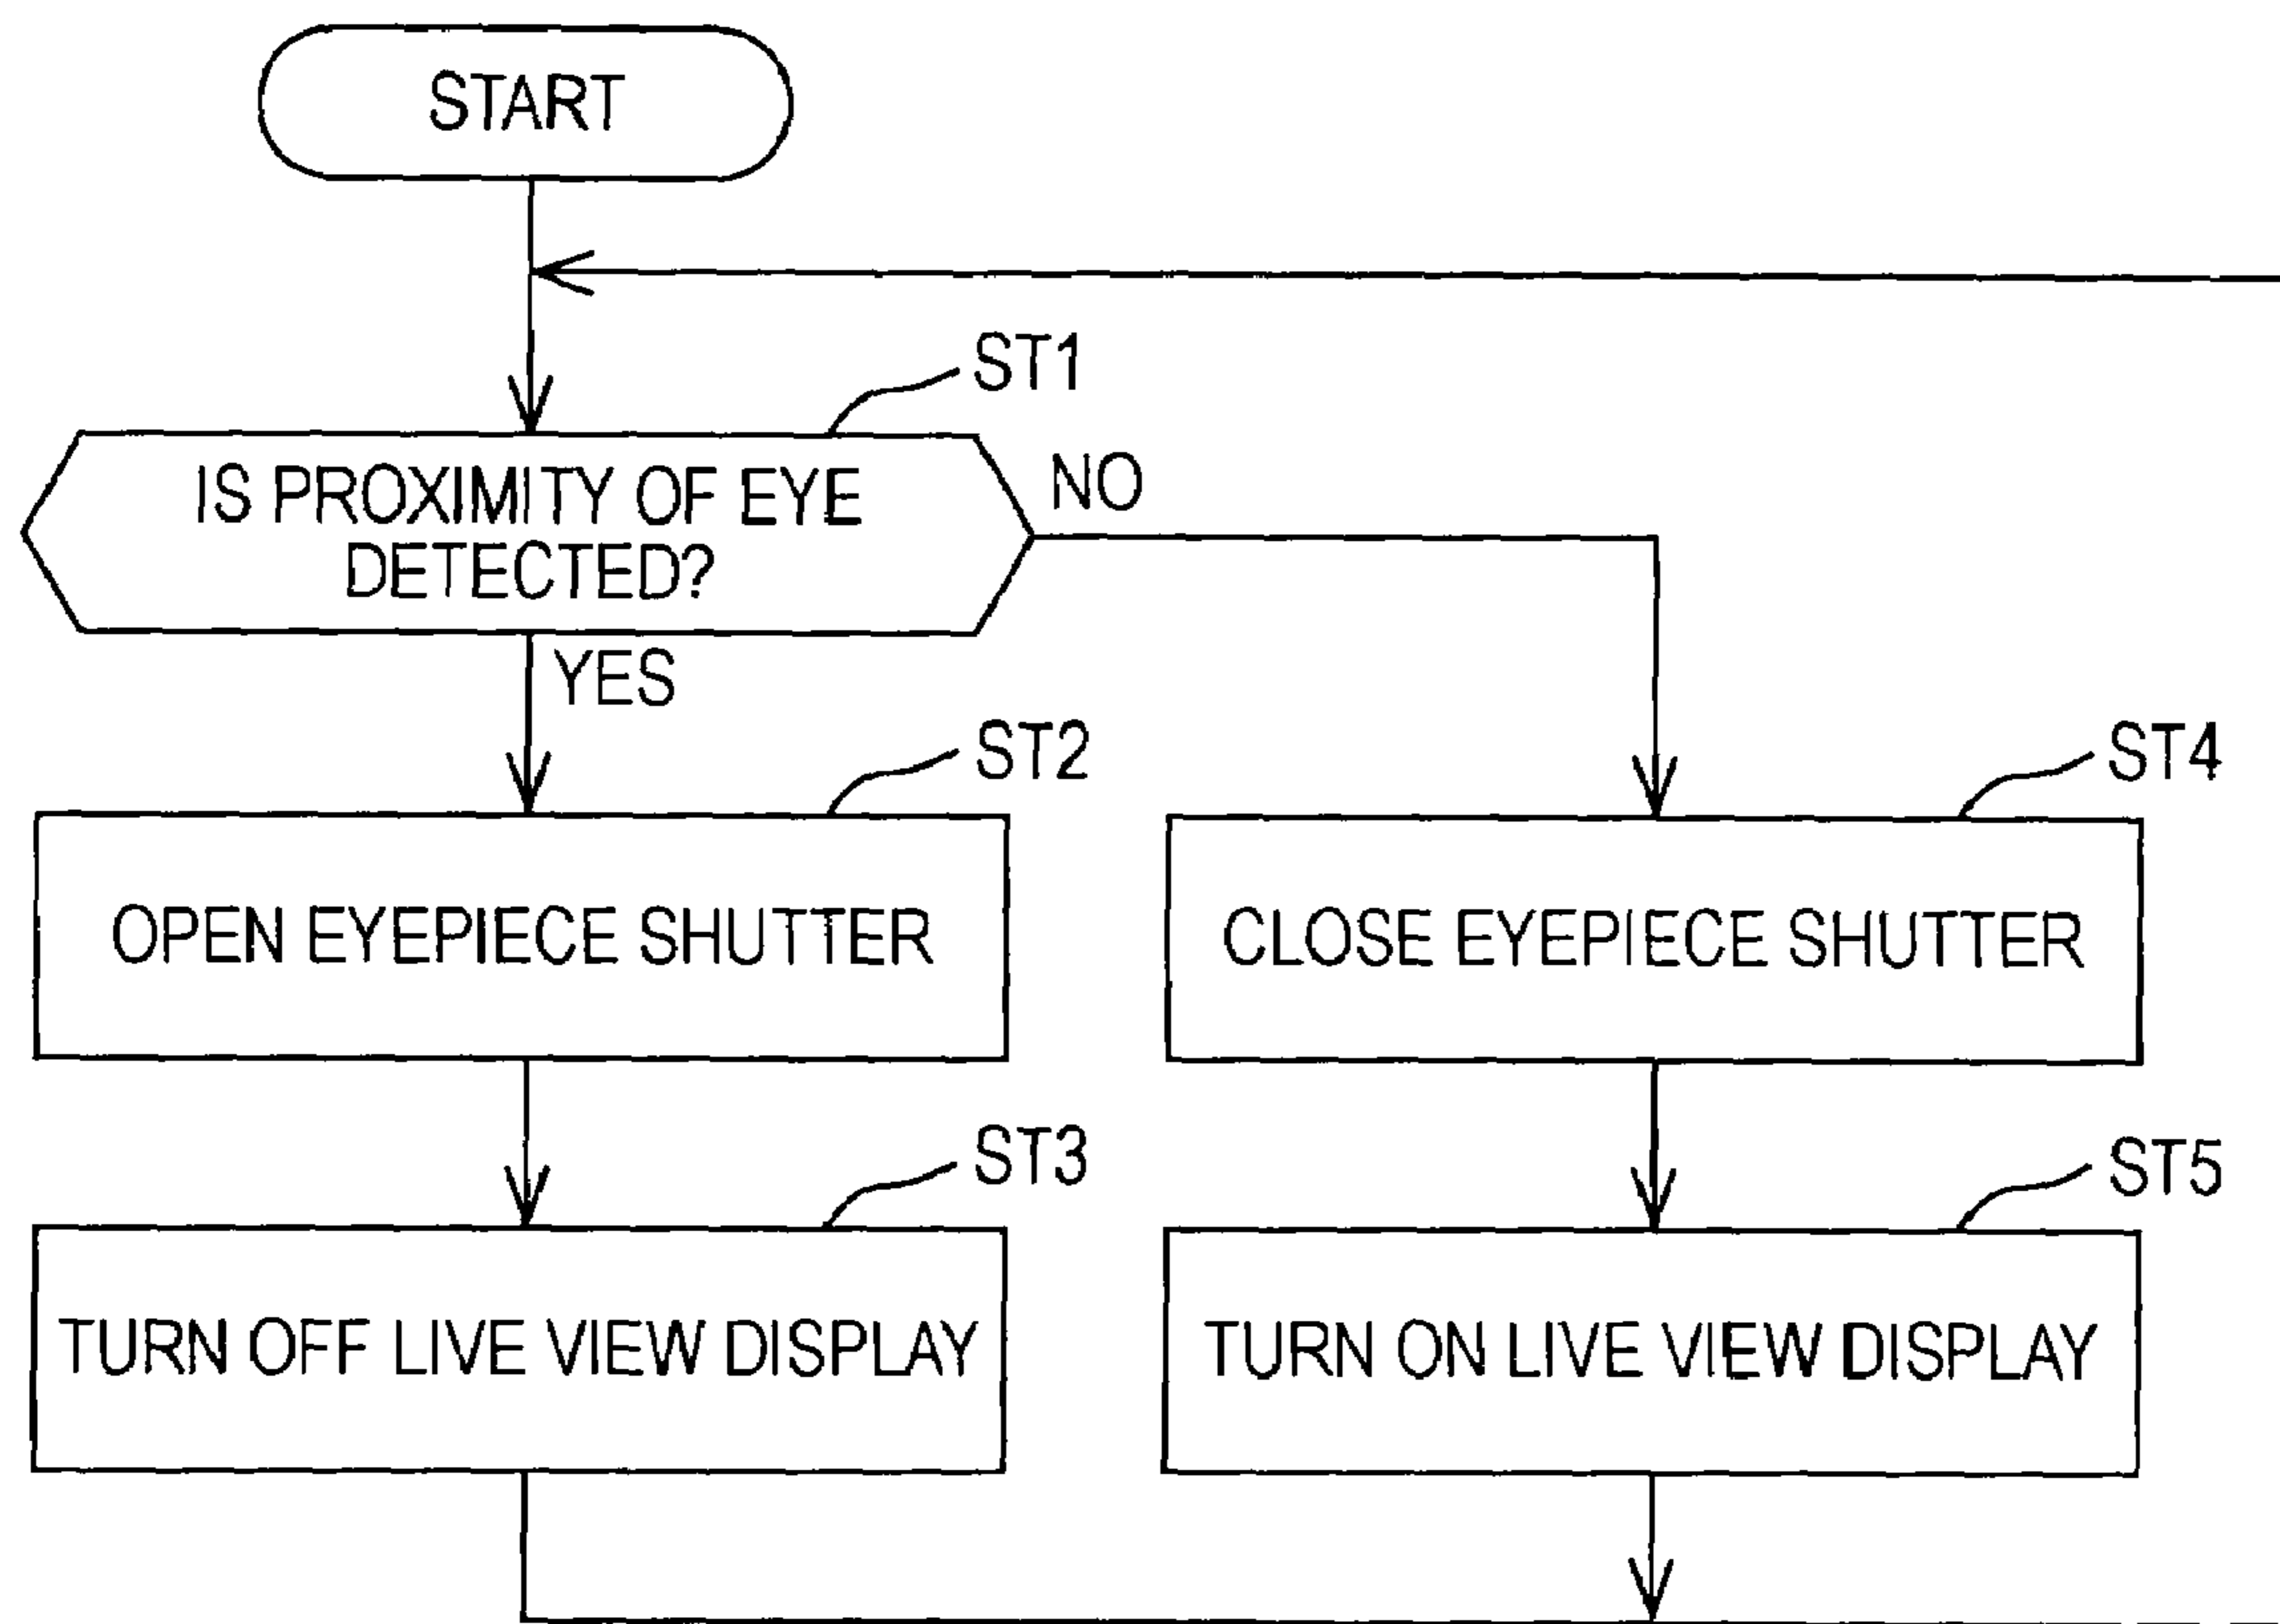 START
ST1
IS PROXIMITY OF EYE
DETECTED?
NO
YES
ST2
OPEN EYEPIECE SHUTTER
ST4
CLOSE EYEPIECE SHUTTER
ST3
TURN OFF LIVE VIEW DISPLAY
ST5
TURN ON LIVE VIEW DISPLAY